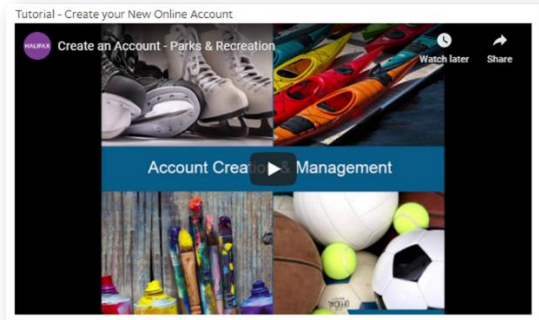 Tutorial - Create your New Online Account
HALIFAX
Create an Account - Parks & Recreation
Watch later
Share
Account Creation & Management